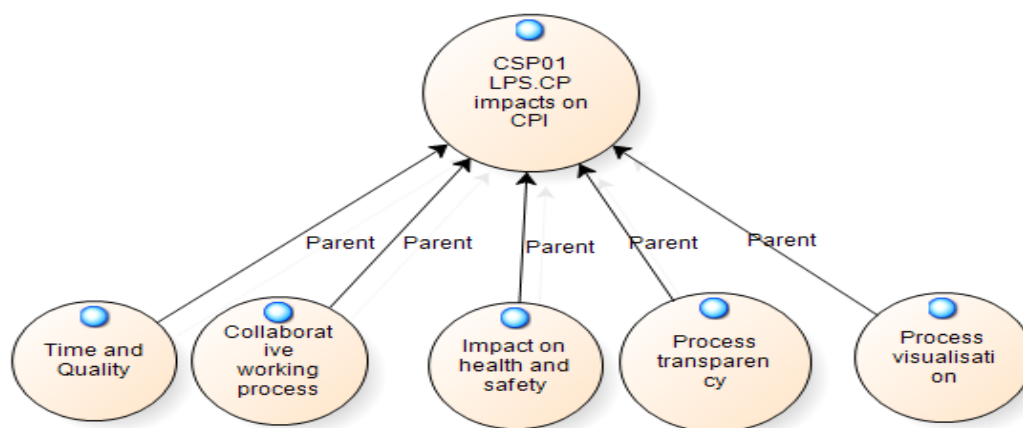 CSP01
LPS.CP
impacts on
CPI
Parent
Parent
Parent
Parent
Parent
Time and
Quality
Collaborat
ive
working
process
Impact on
health and
safety
Process
transparen
cy
Process
visualisati
on